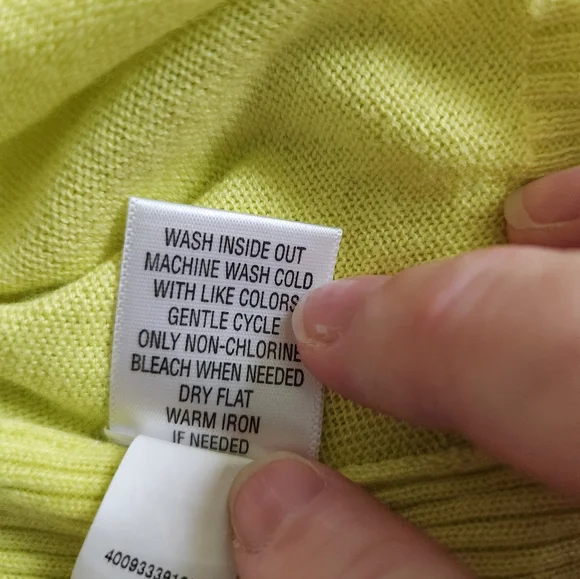 WASH INSIDE OUT
MACHINE WASH COLD
WITH LIKE COLORS
GENTLE CYCLE
ONLY NON-CHLORINE
BLEACH WHEN NEEDED
DRY FLAT
WARM IRON
IF NEEDED